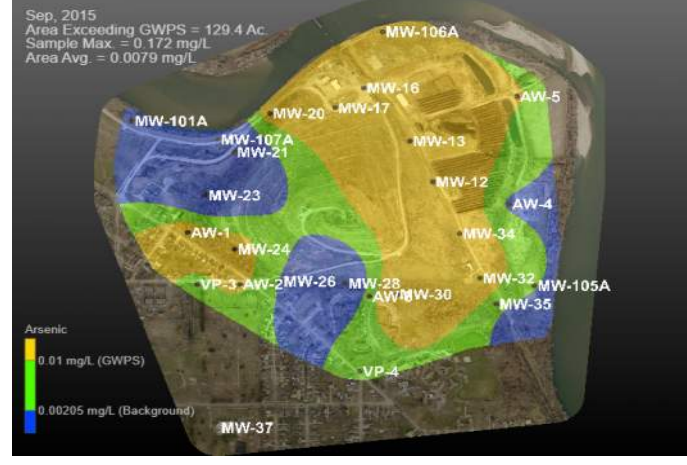 Sep, 2015
Area Exceeding GWPS = 129.4 Ac.
Sample Max. = 0.172 mg/L
Area Avg. = 0.0079 mg/L
MW-106A
MW-16
AW-5
MW-17
MW-20
MW-101A
MW-107A
MW-13
MW-21
MW-12
MW-23
AW-4
AW-1
MW-34
MW-24
MW-32
VP-3
AW-2
MW-26
MW-28
MW-105A
MW-30
MW-35
Arsenic
0.01 mg/L (GWPS)
VP-4
0.00205 mg/L (Background)
MW-37